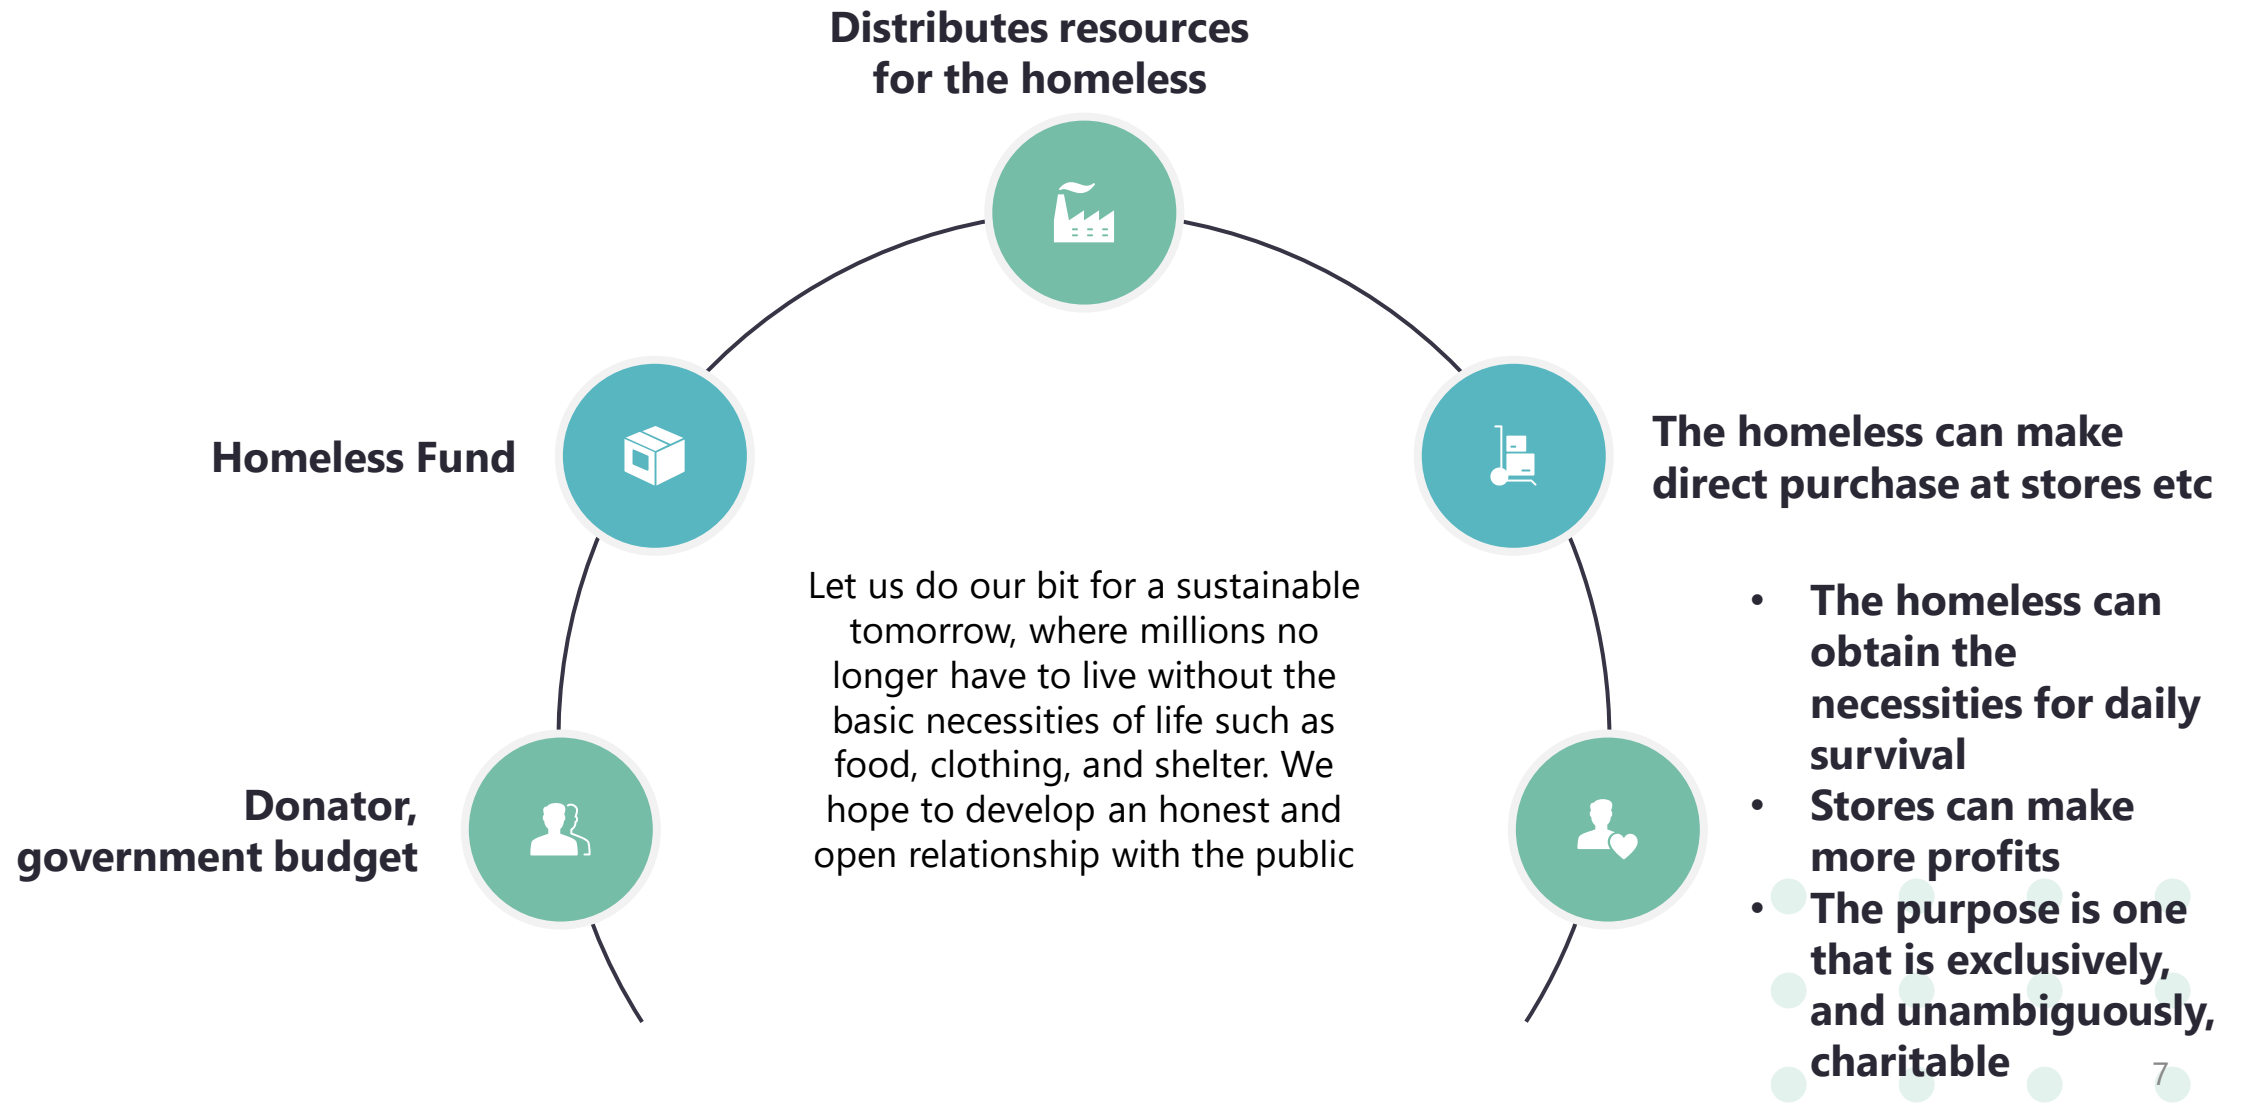 Distributes resources
for the homeless
Homeless Fund
The homeless can make
direct purchase at stores etc
Let us do our bit for a sustainable
tomorrow, where millions no
longer have to live without the
basic necessities of life such as
food, clothing, and shelter. We
hope to develop an honest and
open relationship with the public
Donator,
government budget
• The homeless can
obtain the
necessities for daily
survival
• Stores can make
more profits
• The purpose is one
that is exclusively,
and unambiguously,
charitable
7